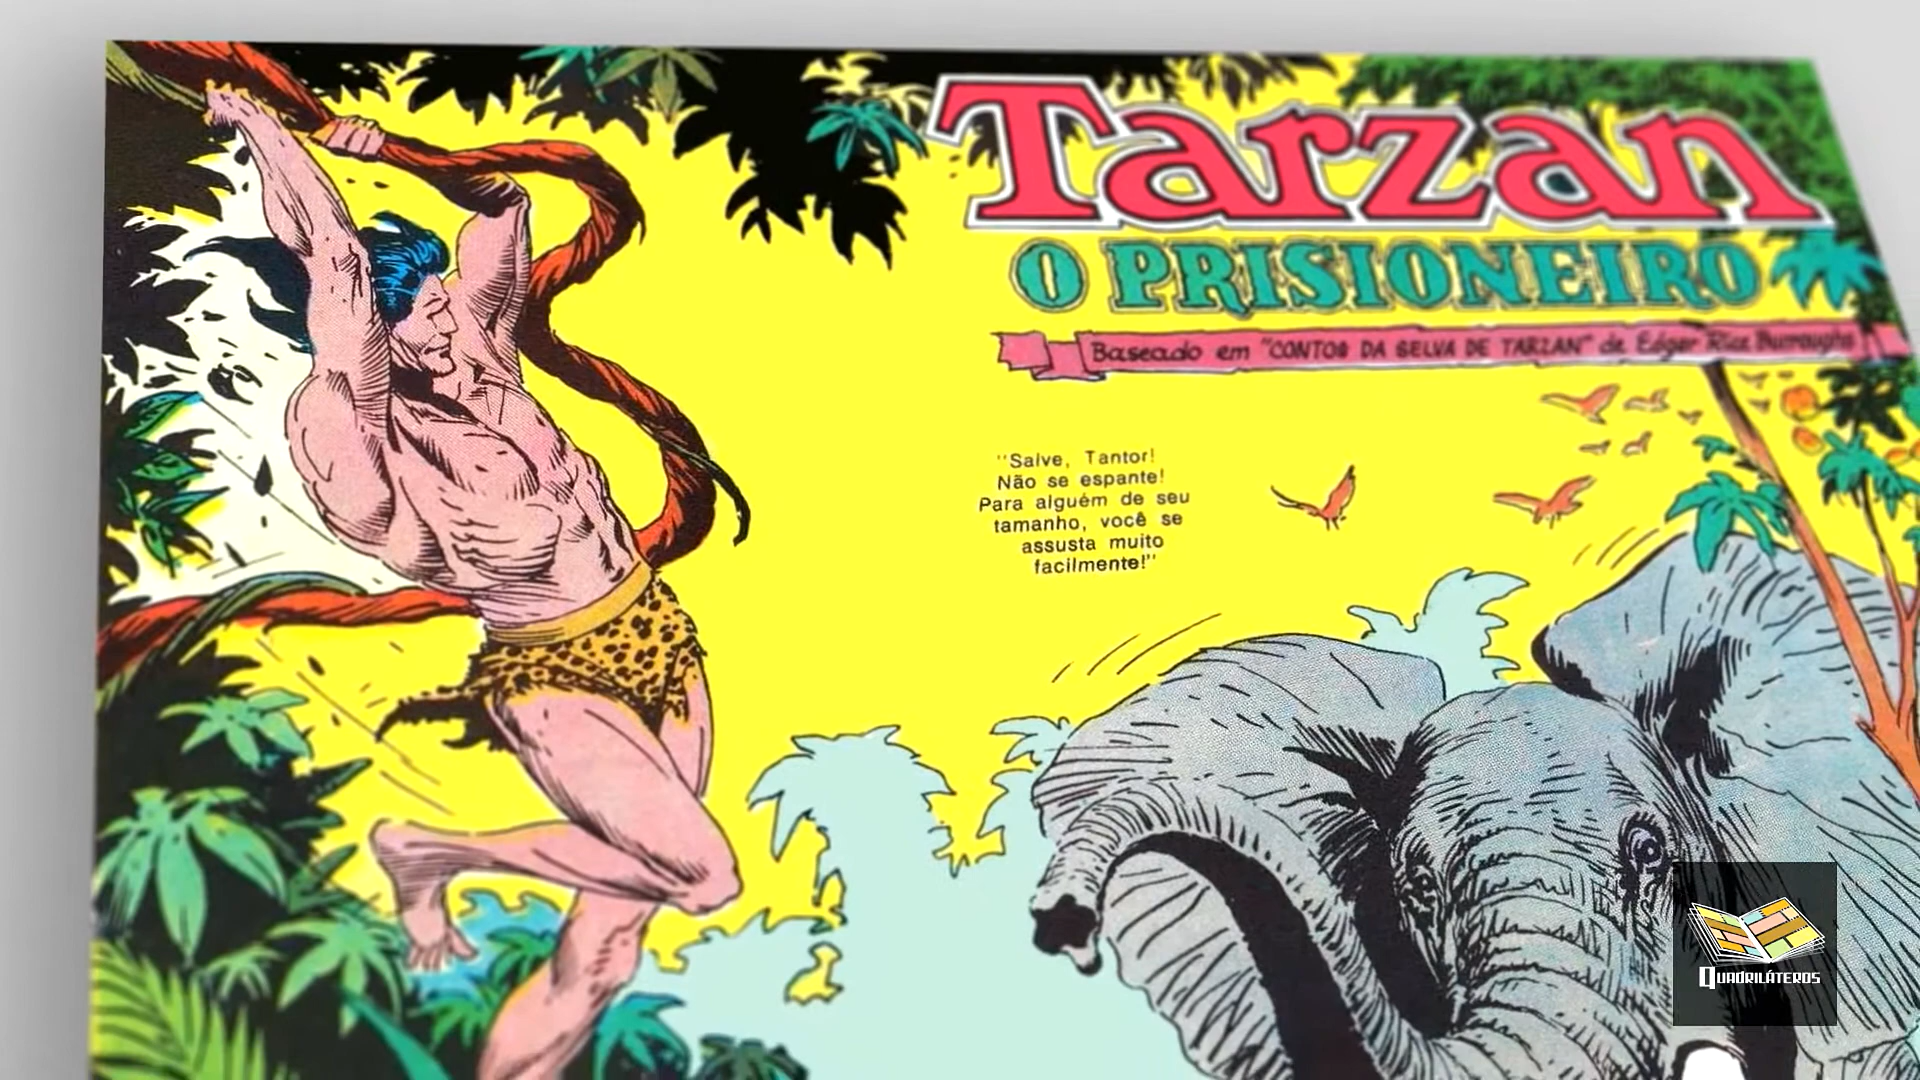 Tarzan
O PRISIONEIRO
Baseado em "CONTOS DA SELVA DE TARZAN" de Edgar Rice Burroughs
"Salve, Tantor!
Não se espante!
Para alguém de seu
tamanho, você se
assusta muito
facilmente!"
QUADRILÁTEROS